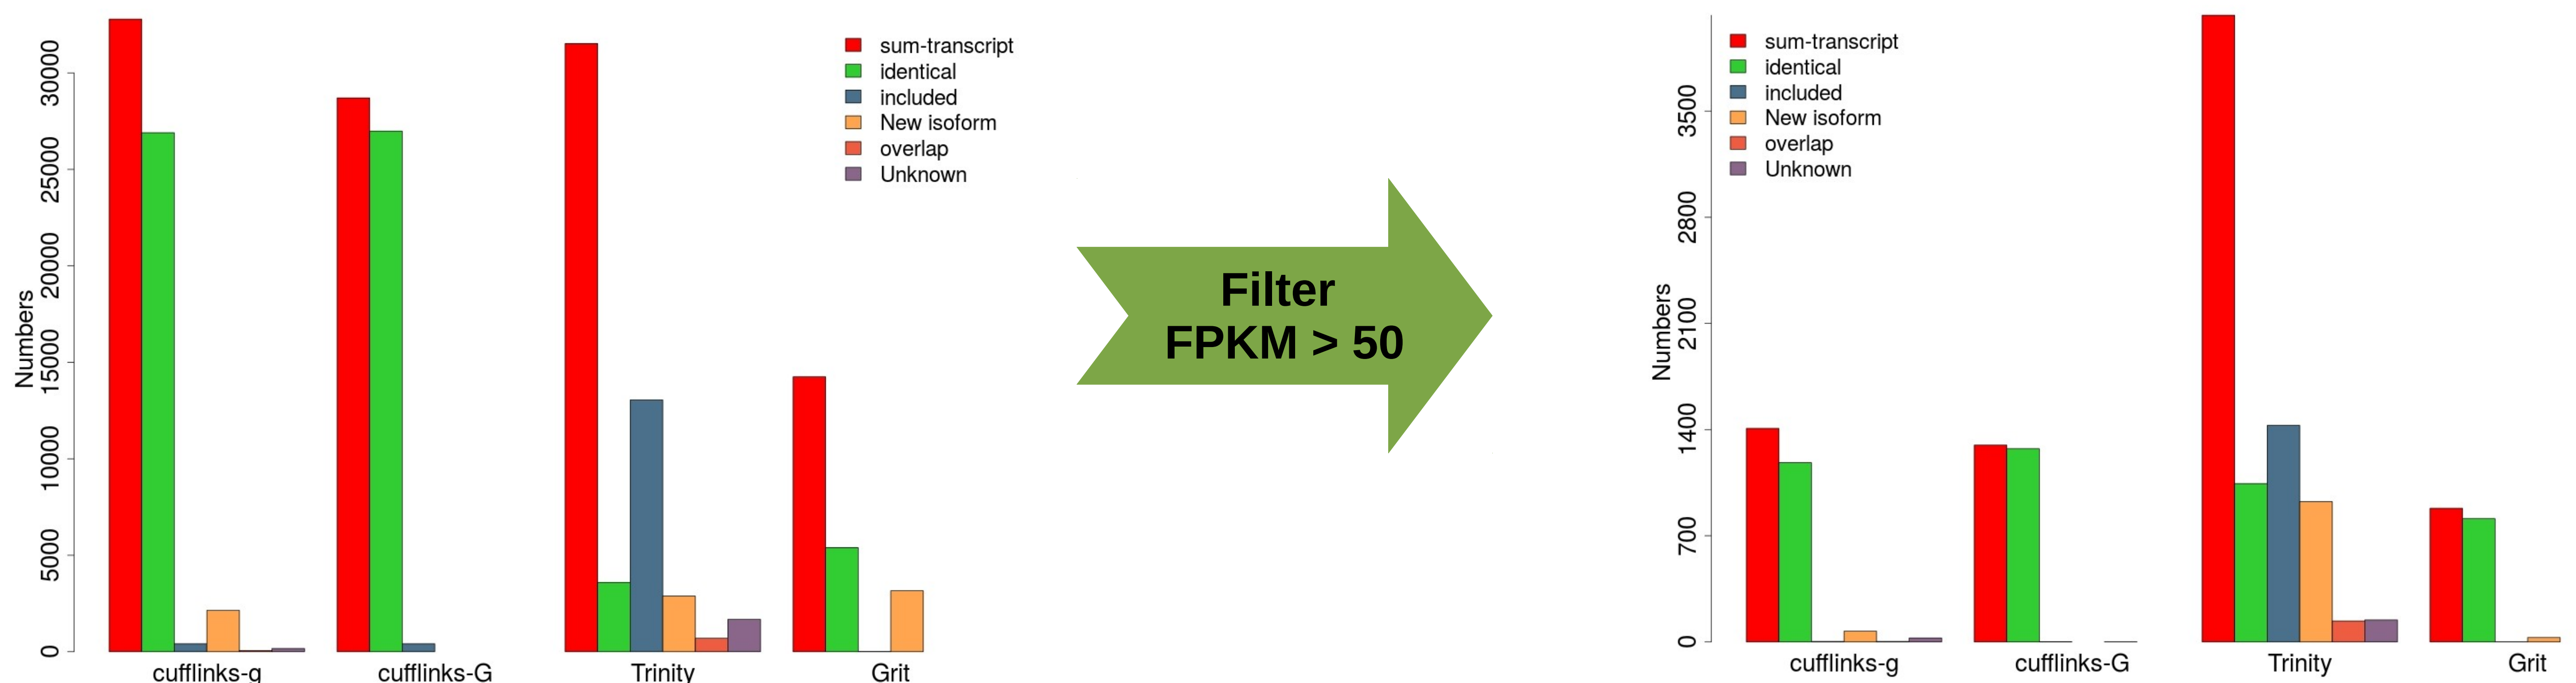 Numbers
30000
25000
20000
15000
10000
5000
0
sum-transcript
identical
included
New isoform
overlap
Unknown
cufflinks-g
cufflinks-G
Trinity
Grit
Filter
FPKM > 50
Numbers
3500
2800
2100
1400
700
0
sum-transcript
identical
included
New isoform
overlap
Unknown
cufflinks-g
cufflinks-G
Trinity
Grit